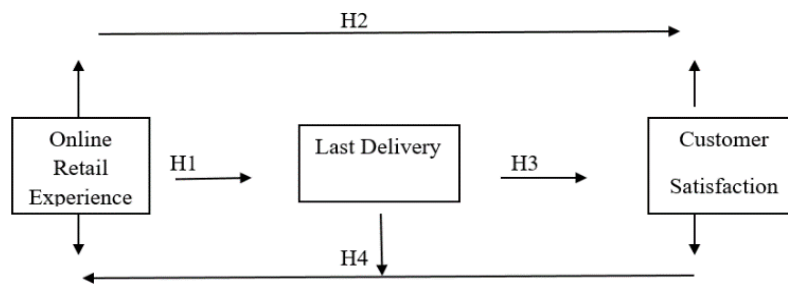 H2
Online
Retail
Experience
H1
Last Delivery
H3
Customer
Satisfaction
H4